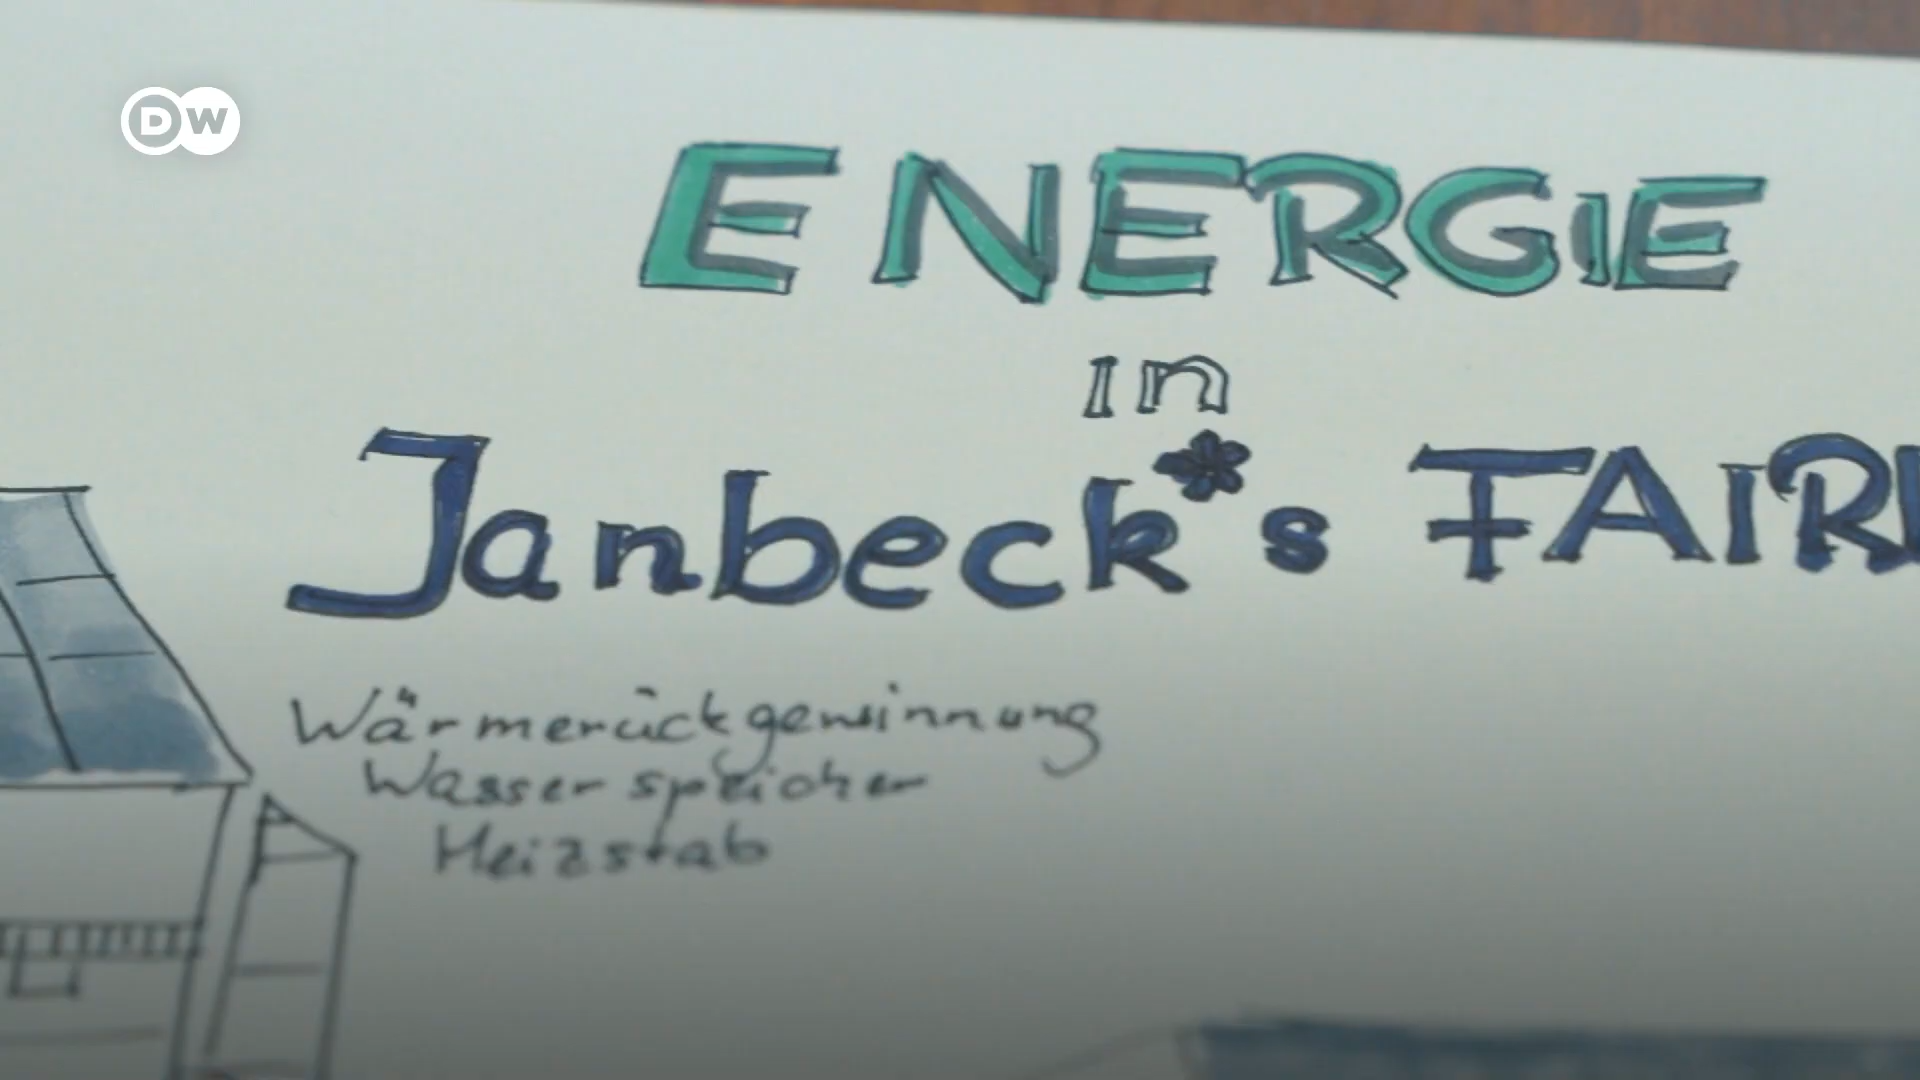 DW
ENERGIE
in
Janbeck*s FAIR
Wärmerückgewinnung
Wasserspeicher
Heizstab